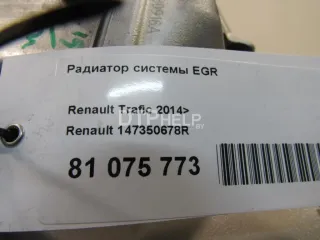 Радиатор системы EGR
Renault Trafic 2014>
Renault 147350678R
81 075 773